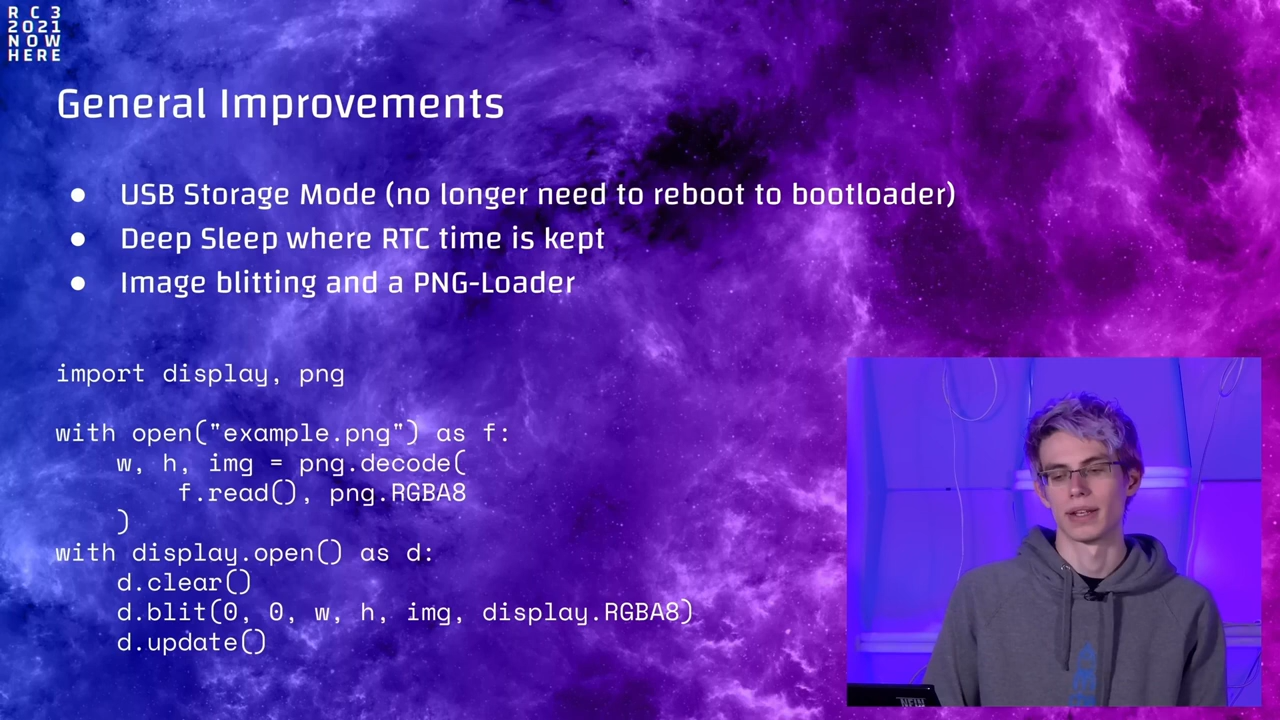 R C 3
2021
NOW
HERE
General Improvements
● USB Storage Mode (no longer need to reboot to bootloader)
● Deep Sleep where RTC time is kept
● Image blitting and a PNG-Loader
import display, png
with open("example.png") as f:
    w, h, img = png.decode(
        f.read(), png.RGBA8
    )
with display.open() as d:
    d.clear()
    d.blit(0, 0, w, h, img, display.RGBA8)
    d.update()